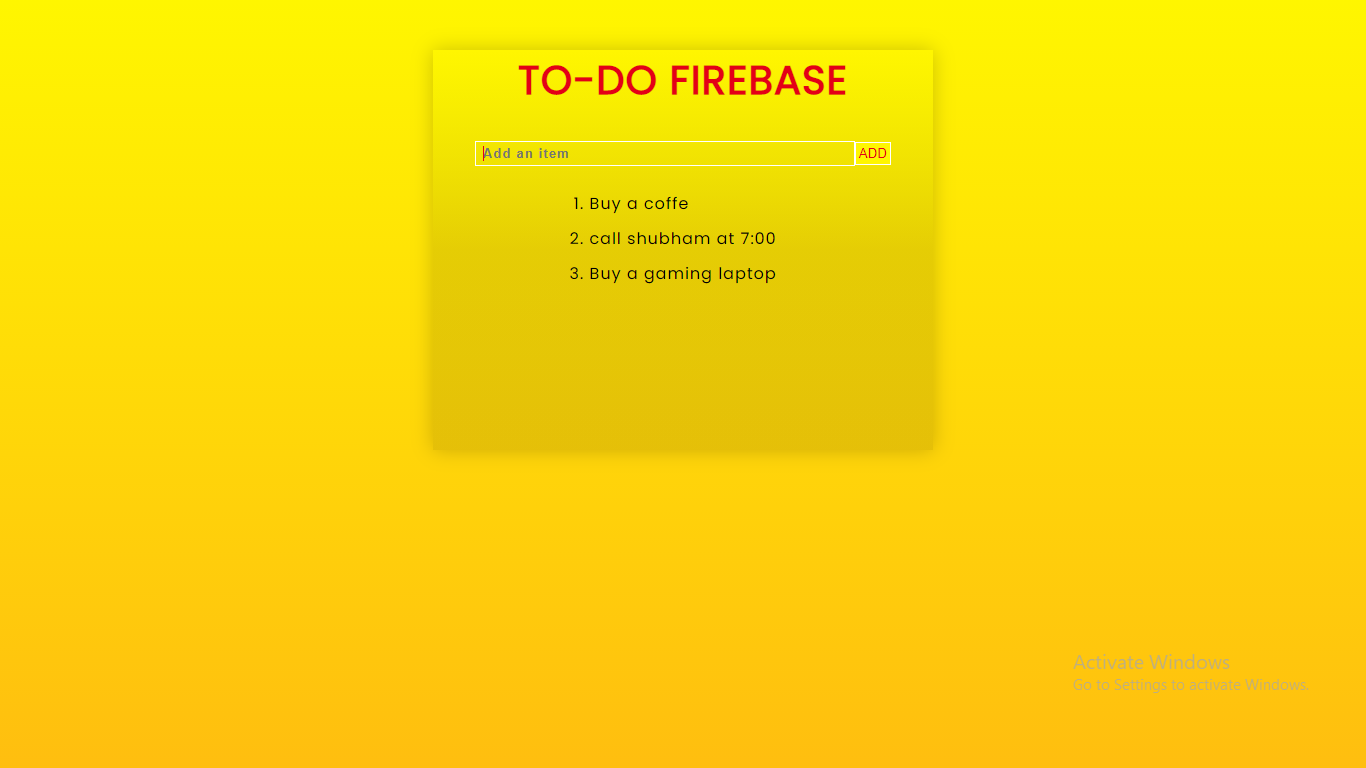 TO-DO FIREBASE
Add an item
ADD
1. Buy a coffe
2. call shubham at 7:00
3. Buy a gaming laptop
Activate Windows
Go to Settings to activate Windows.